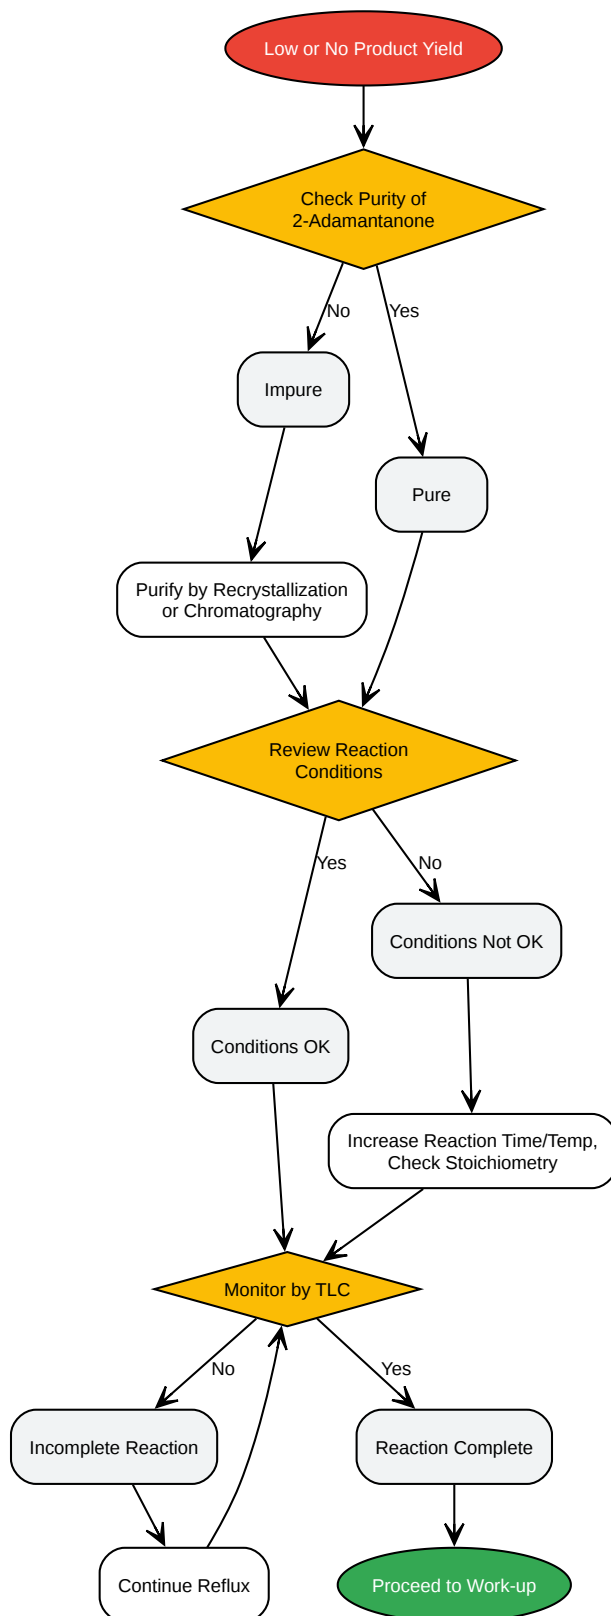 Low or No Product Yield
Check Purity of
2-Adamantanone
No
Yes
Impure
Pure
Purify by Recrystallization
or Chromatography
Review Reaction
Conditions
Yes
No
Conditions Not OK
Conditions OK
Increase Reaction Time/Temp,
Check Stoichiometry
Monitor by TLC
No
Yes
Incomplete Reaction
Reaction Complete
Continue Reflux
Proceed to Work-up